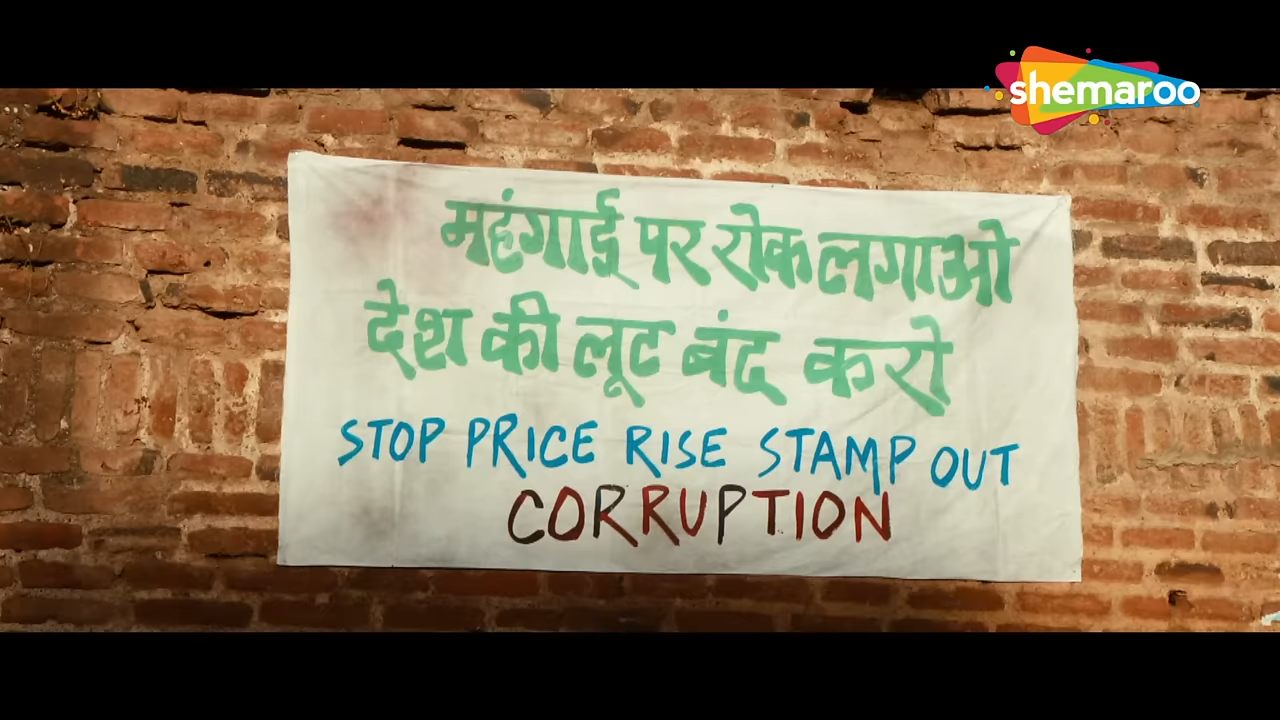 shemaroo
महंगाई पर रोक लगाओ
देश की लूट बंद करो
STOP PRICE RISE STAMP OUT
CORRUPTION